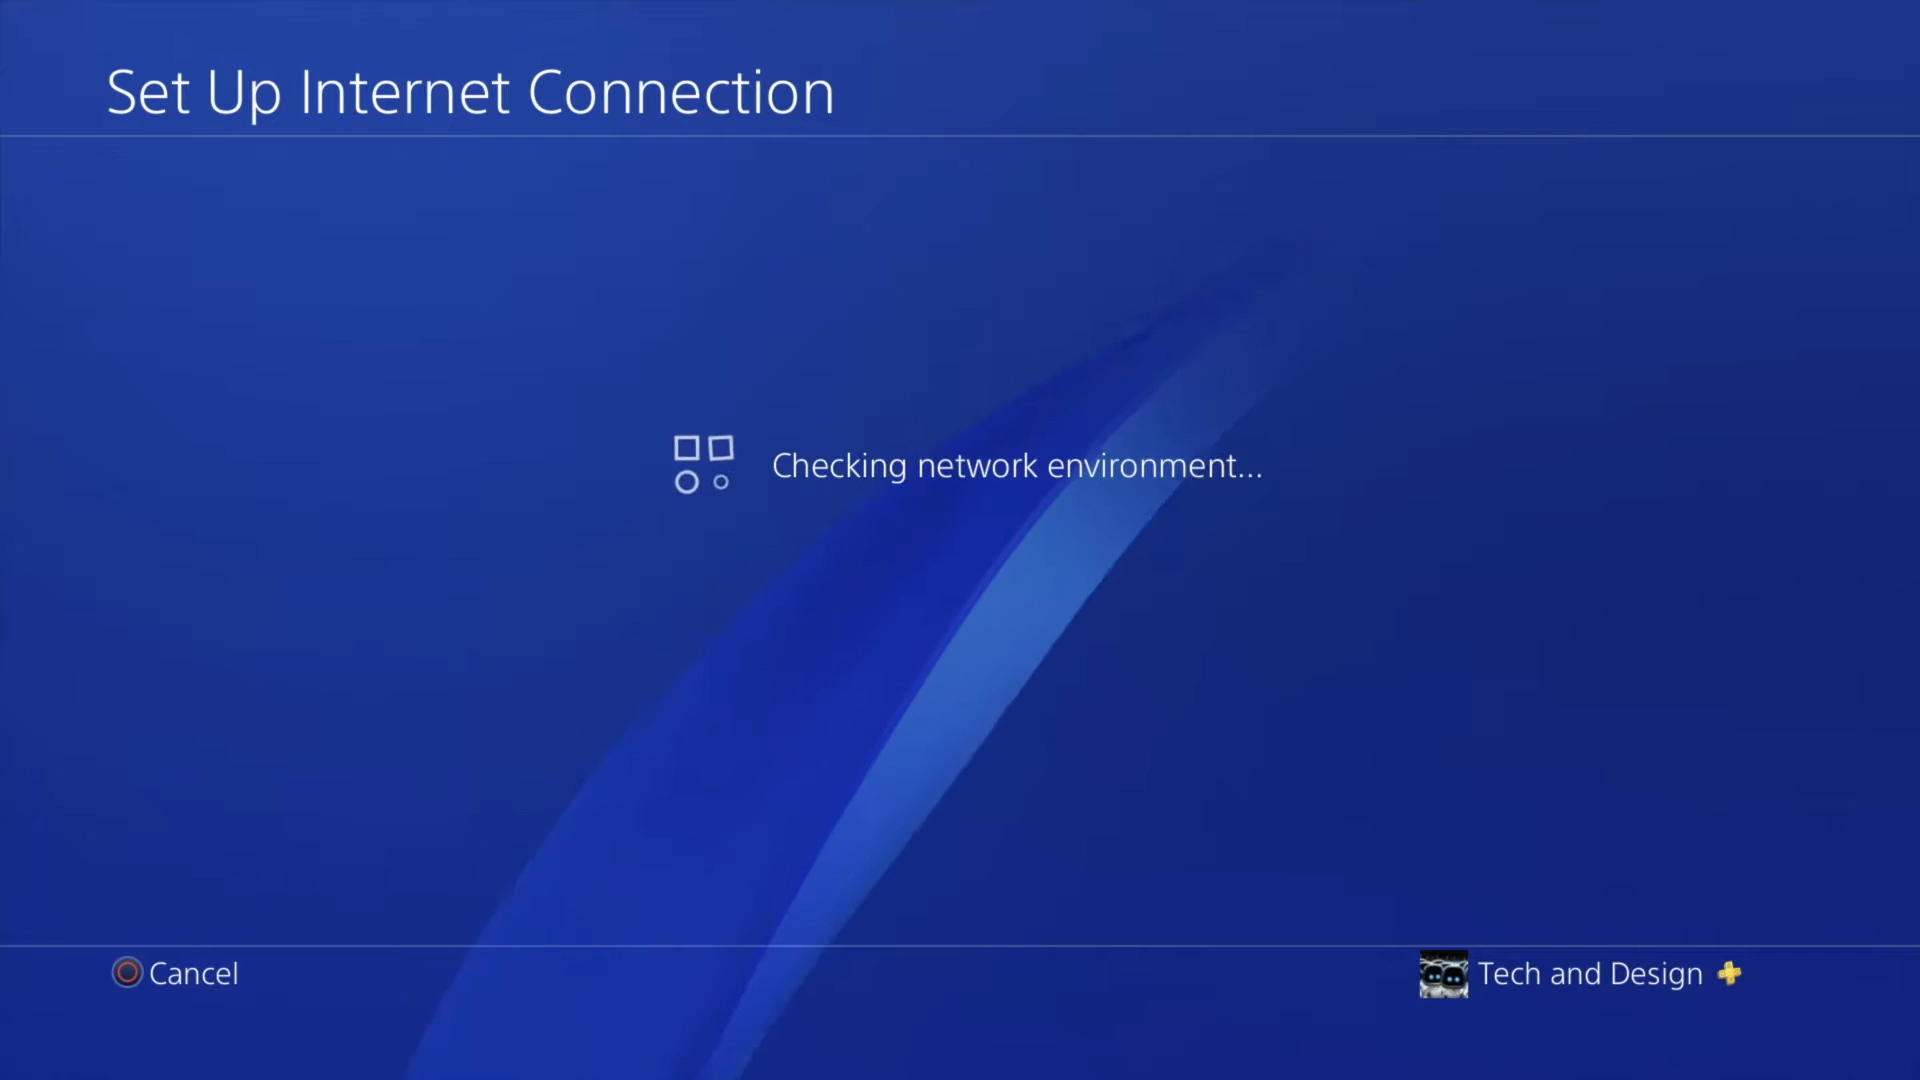 Set Up Internet Connection
Checking network environment...
Cancel
Tech and Design